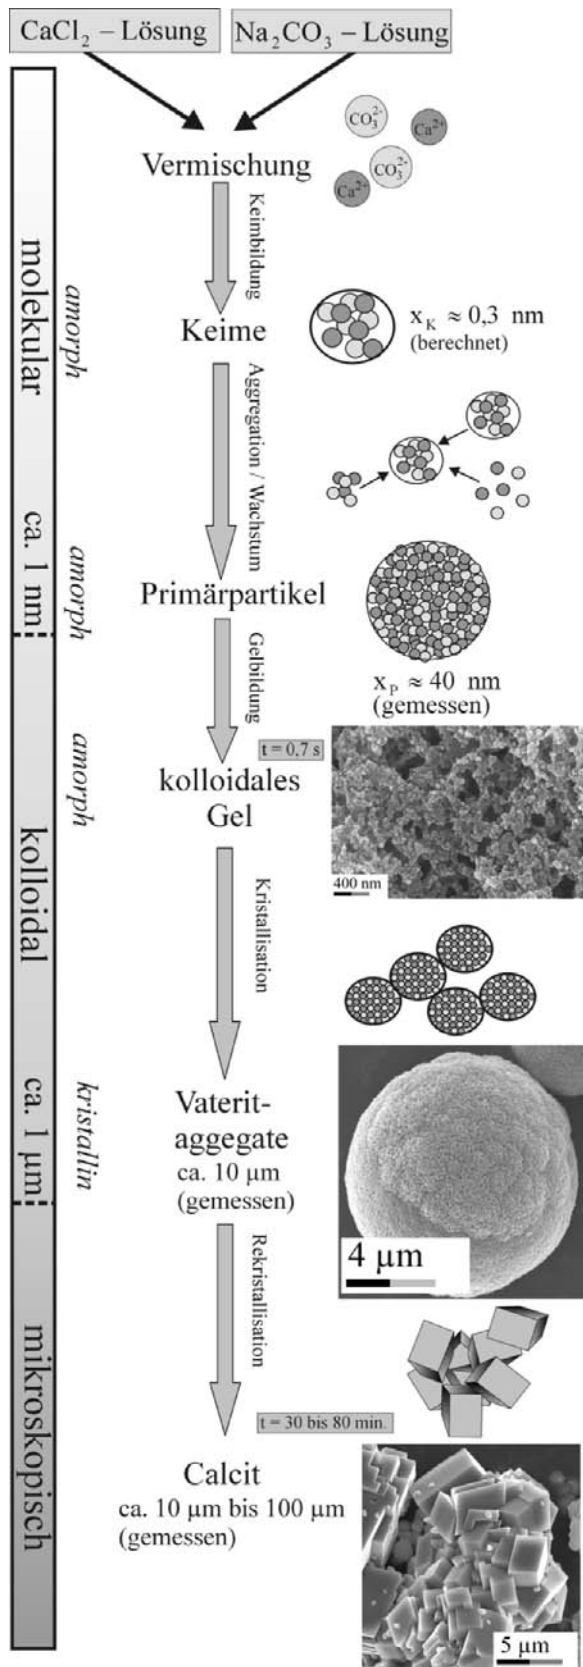 CaCl₂ – Lösung
Na₂CO₃ – Lösung
CO₃²⁻
Ca²⁺
CO₃²⁻
Ca²⁺
Vermischung
Keimbildung
molekular
amorph
Keime
x_K ≈ 0,3 nm
(berechnet)
Aggregation / Wachstum
ca. 1 nm
amorph
Primärpartikel
x_P ≈ 40 nm
(gemessen)
Gelbildung
t = 0,7 s
amorph
kolloidales
Gel
400 nm
kolloidal
Kristallisation
ca. 1 µm
kristallin
Vaterit-
aggegate
ca. 10 µm
(gemessen)
4 µm
Rekristallisation
mikroskopisch
t = 30 bis 80 min.
Calcit
ca. 10 µm bis 100 µm
(gemessen)
5 µm